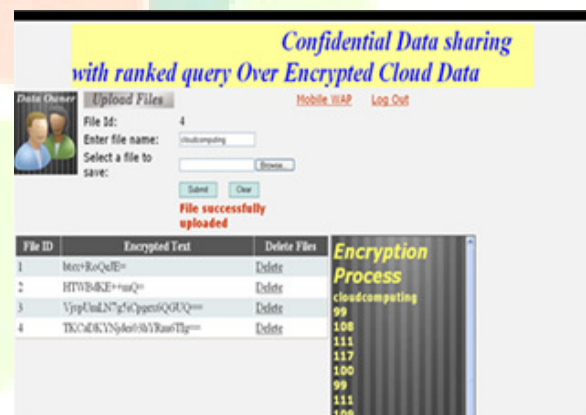 Confidential Data sharing
with ranked query Over Encrypted Cloud Data
Data Owner
Upload Files
Mobile WAP Log Out
File Id: 4
Enter file name: cloudcomputing
Select a file to
save: Browse...
Submit Clear
File successfully
uploaded
File ID Encrypted Text Delete Files
1 Delete
2 Delete
3 Delete
4 Delete
Encryption
Process
cloudcomputing
99
108
111
117
100
99
111
109